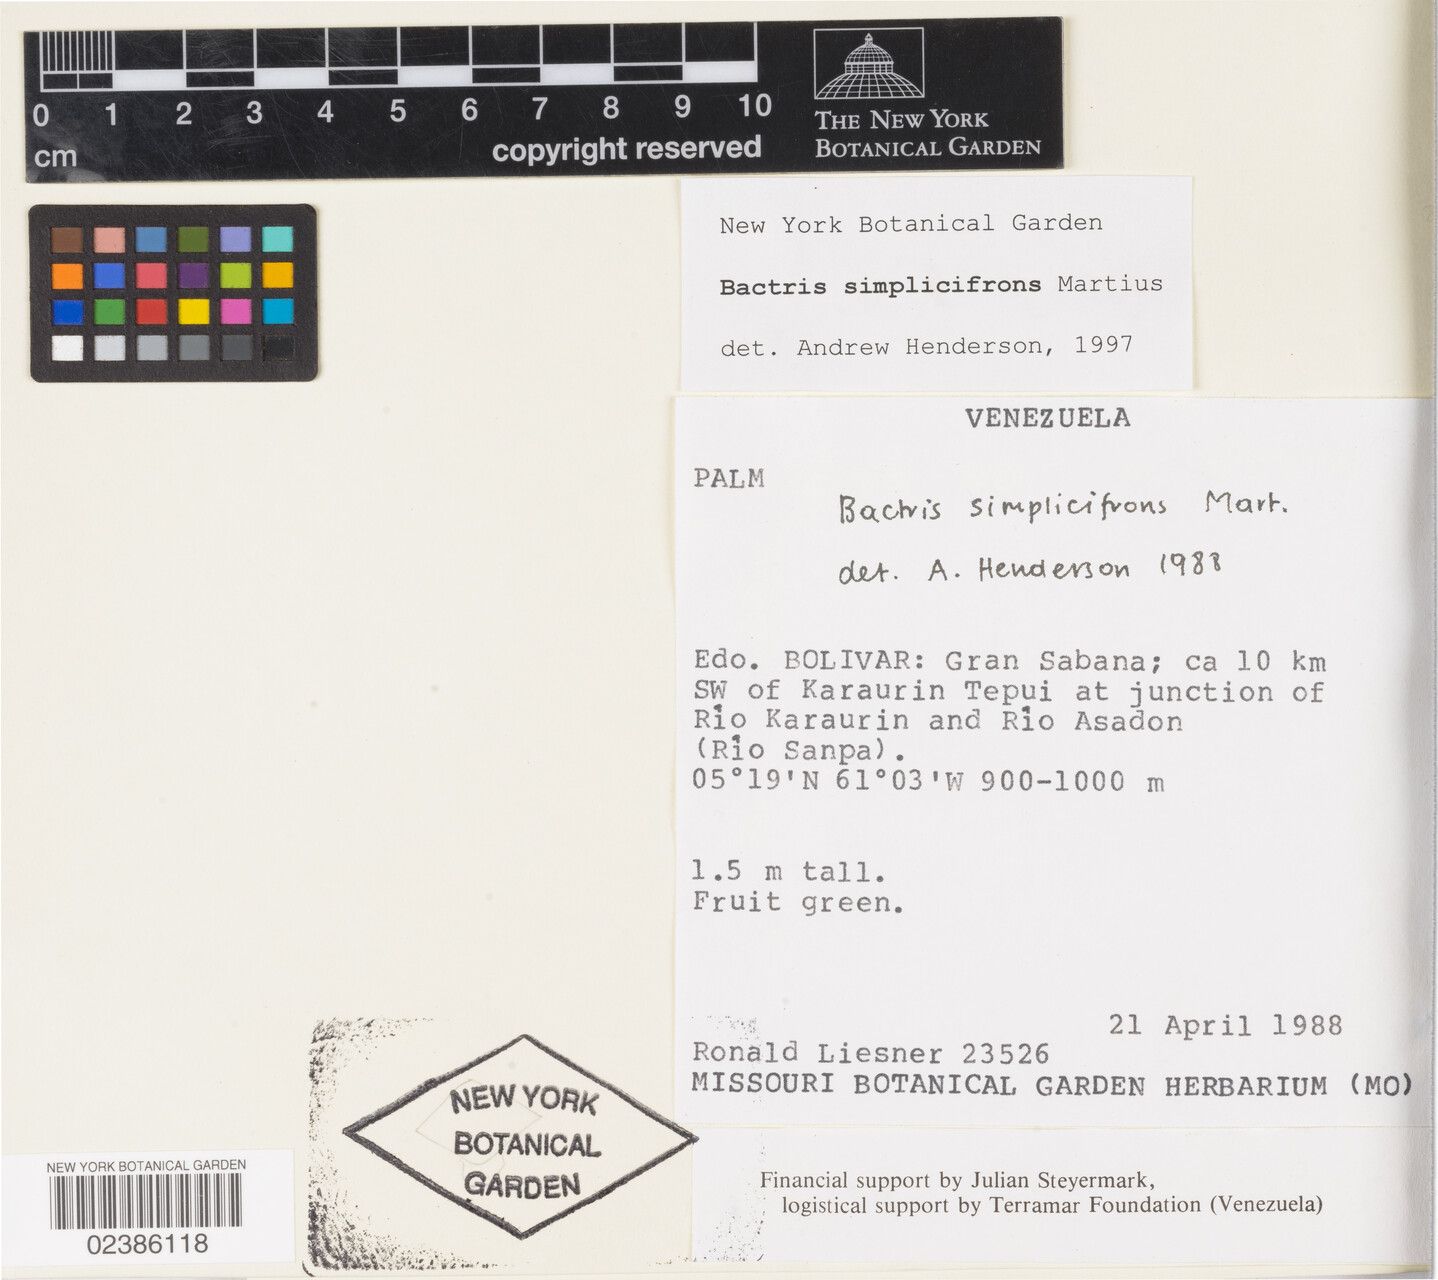 0 1 2 3 4 5 6 7 8 9 10
cm
copyright reserved
THE NEW YORK
BOTANICAL GARDEN
New York Botanical Garden
Bactris simplicifrons Martius
det. Andrew Henderson, 1997
VENEZUELA
PALM
Bactris simplicifrons Mart.
det. A. Henderson 1988
Edo. BOLIVAR: Gran Sabana; ca 10 km
SW of Karaurin Tepui at junction of
Río Karaurin and Río Asadon
(Río Sanpa).
05°19'N 61°03'W 900-1000 m
1.5 m tall.
Fruit green.
21 April 1988
Ronald Liesner 23526
MISSOURI BOTANICAL GARDEN HERBARIUM (MO)
NEW YORK
BOTANICAL
GARDEN
Financial support by Julian Steyermark,
logistical support by Terramar Foundation (Venezuela)
NEW YORK BOTANICAL GARDEN
02386118